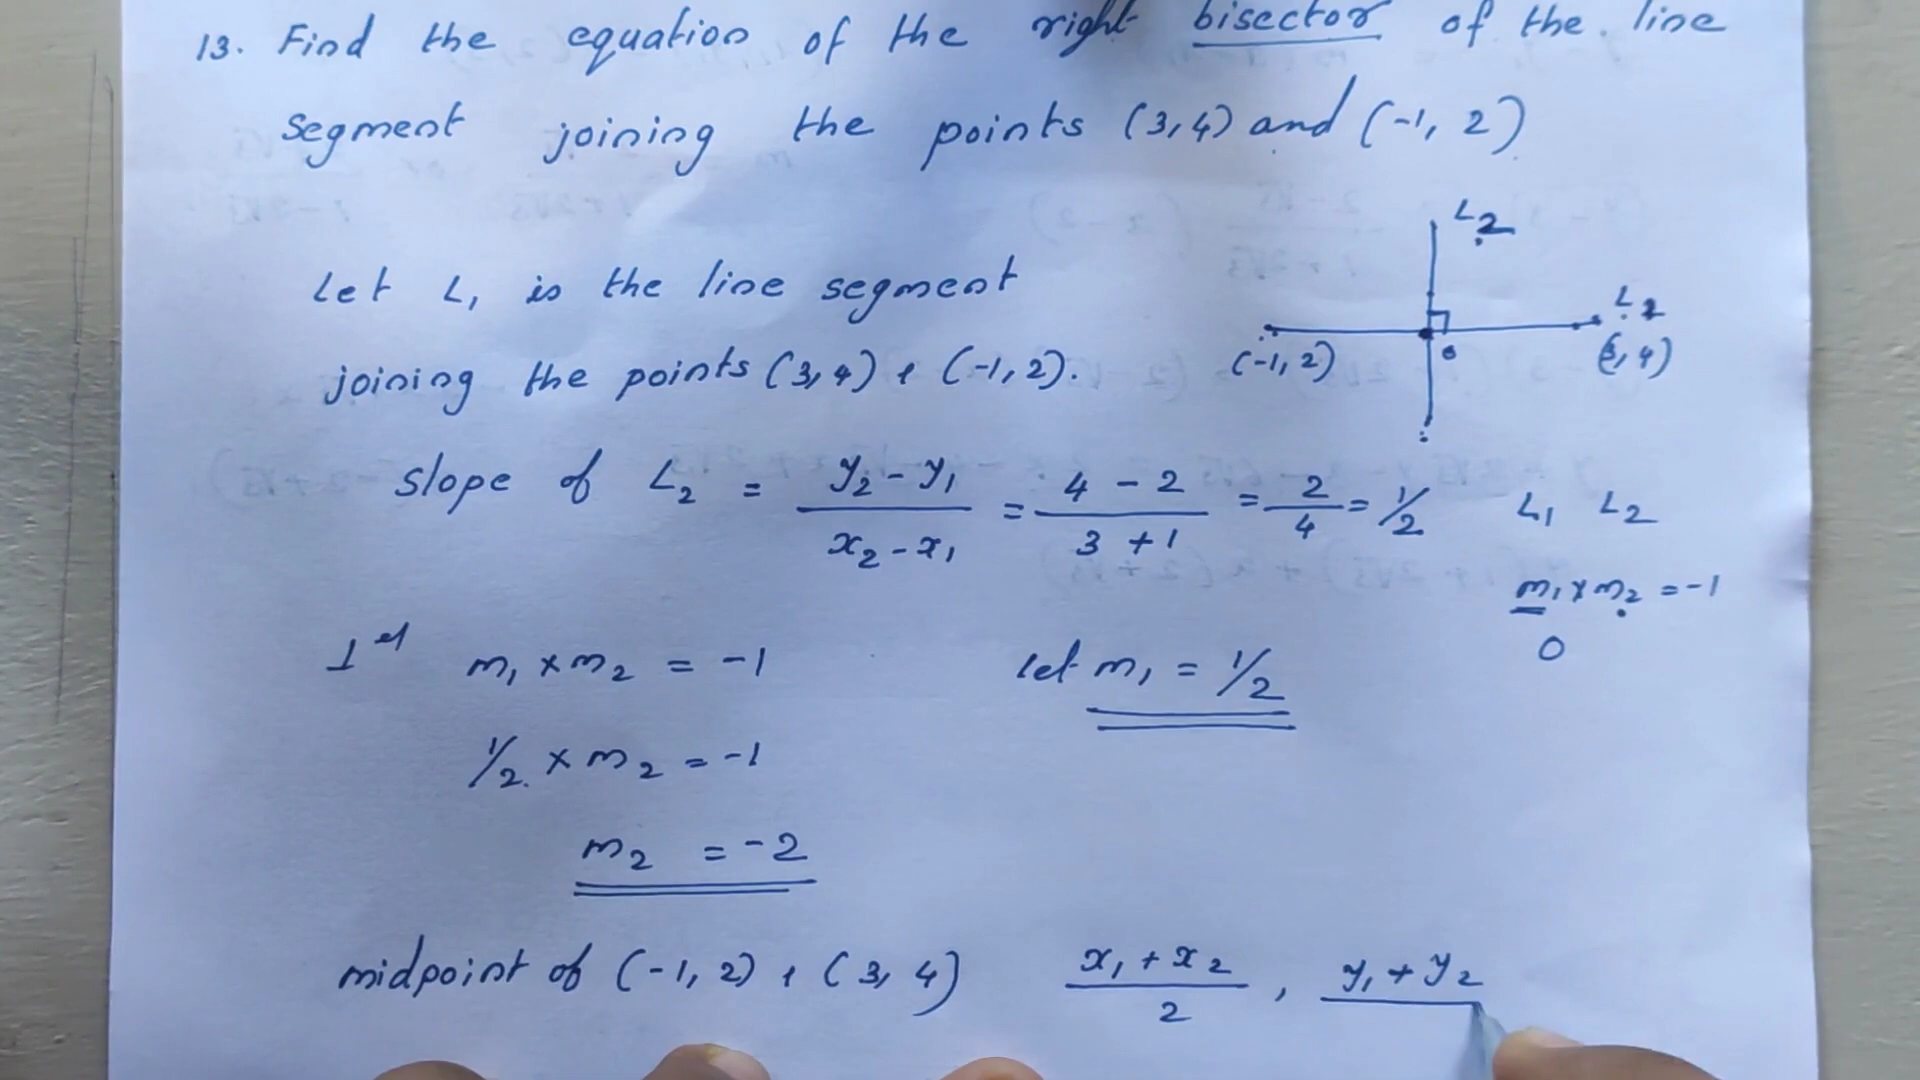 13. Find the equation of the right bisector of the line
segment joining the points (3,4) and (-1, 2)
L2
Let L1 is the line segment
L2
(-1, 2) (3, 4)
joining the points (3,4) & (-1, 2).
slope of L2 = y2 - y1 / x2 - x1 = 4 - 2 / 3 + 1 = 2/4 = 1/2 L1 L2
m1 x m2 = -1
0
m1 x m2 = -1 let m1 = 1/2
1/2 x m2 = -1
m2 = -2
midpoint of (-1, 2) & (3, 4) x1 + x2 / 2 , y1 + y2